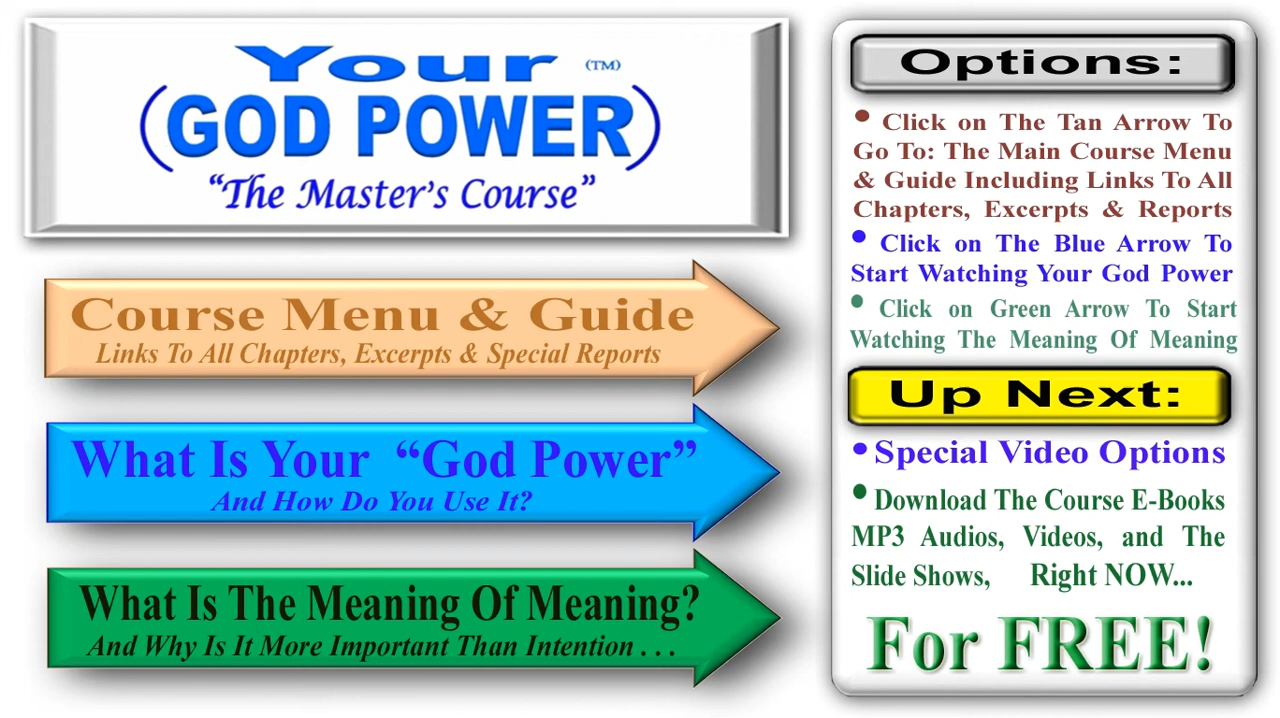 Your (TM)
(GOD POWER)
“The Master's Course”
Course Menu & Guide
Links To All Chapters, Excerpts & Special Reports
What Is Your “God Power”
And How Do You Use It?
What Is The Meaning Of Meaning?
And Why Is It More Important Than Intention . . .
Options:
• Click on The Tan Arrow To
Go To: The Main Course Menu
& Guide Including Links To All
Chapters, Excerpts & Reports
• Click on The Blue Arrow To
Start Watching Your God Power
• Click on Green Arrow To Start
Watching The Meaning Of Meaning
Up Next:
• Special Video Options
• Download The Course E-Books
MP3 Audios, Videos, and The
Slide Shows, Right NOW...
For FREE!